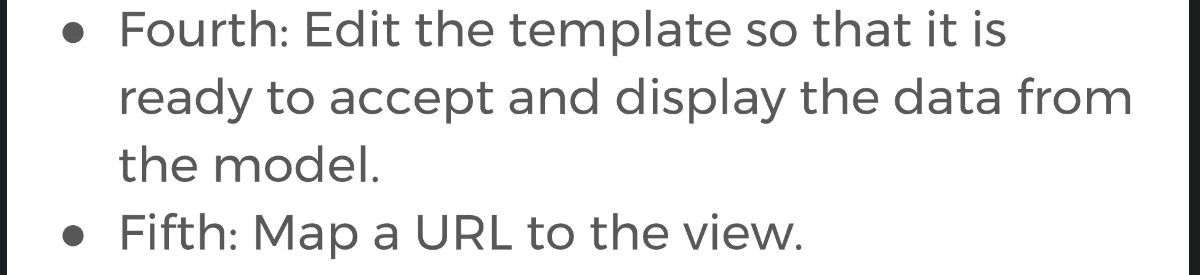 ● Fourth: Edit the template so that it is
ready to accept and display the data from
the model.
● Fifth: Map a URL to the view.